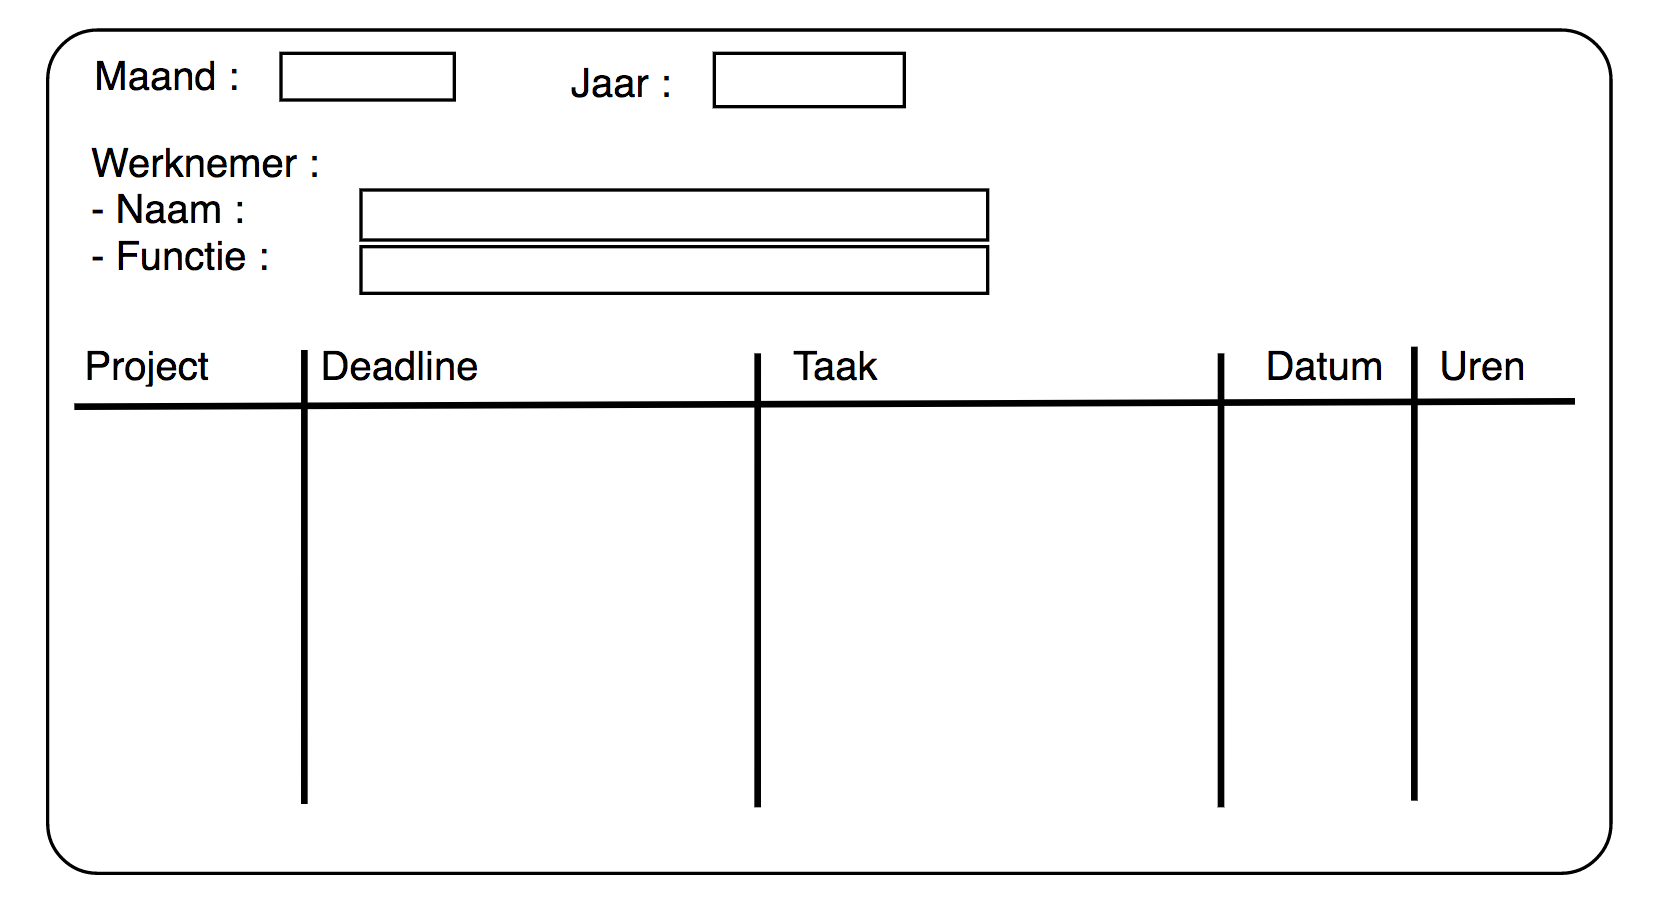 Maand : Jaar :
Werknemer :
- Naam :
- Functie :
Project Deadline Taak Datum Uren